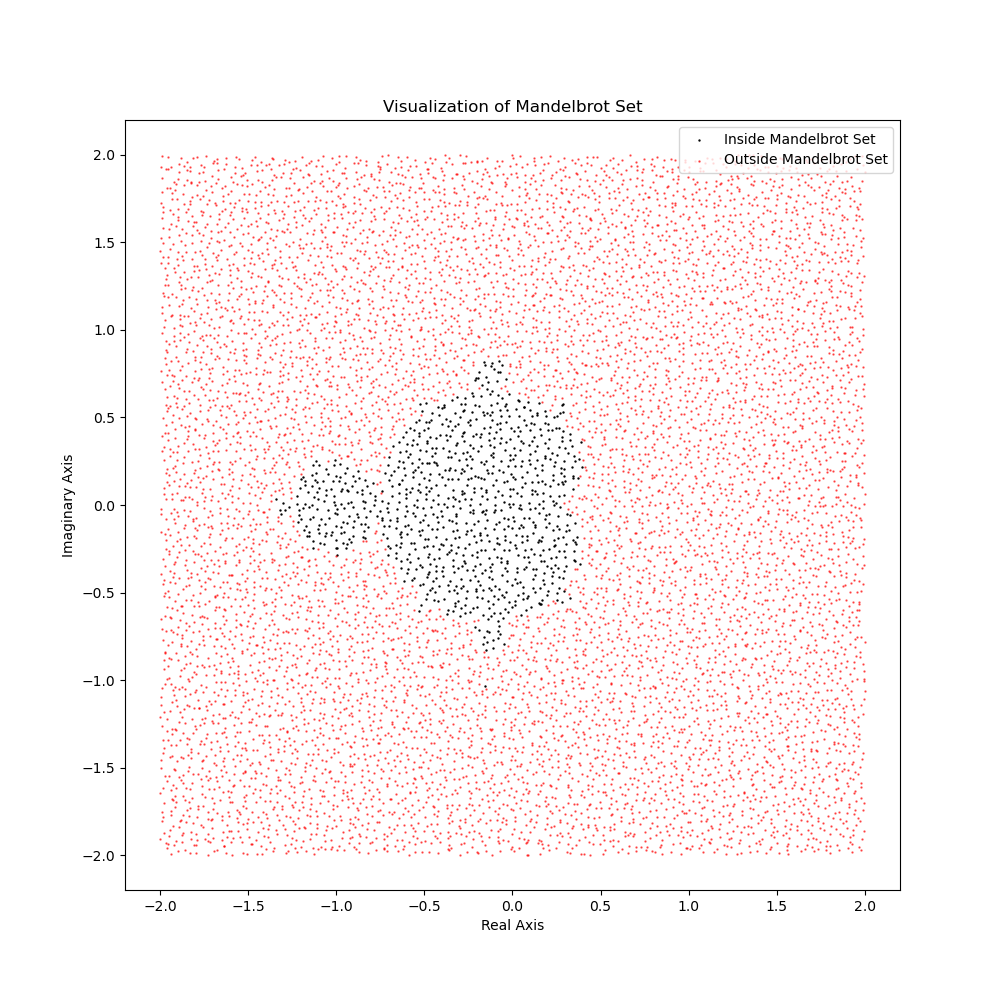 Visualization of Mandelbrot Set
Inside Mandelbrot Set
Outside Mandelbrot Set
2.0
1.5
1.0
0.5
0.0
−0.5
−1.0
−1.5
−2.0
Imaginary Axis
−2.0 −1.5 −1.0 −0.5 0.0 0.5 1.0 1.5 2.0
Real Axis